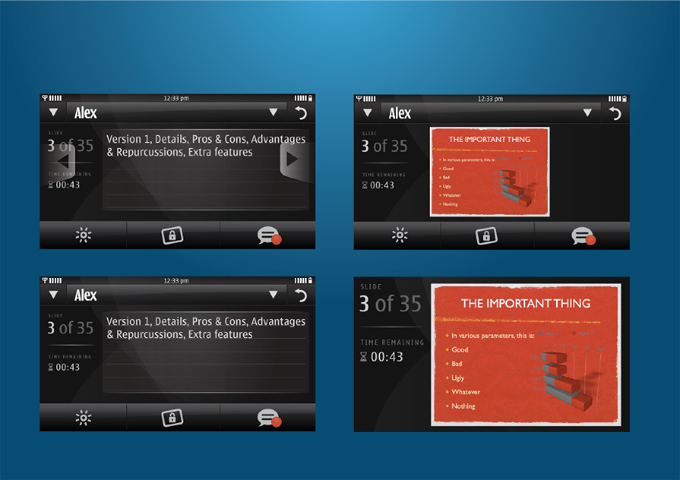 12:33 pm
Alex
SLIDE
3 of 35
TIME REMAINING
00:43
Version 1, Details, Pros & Cons, Advantages
& Repurcussions, Extra features
12:33 pm
Alex
SLIDE
3 of 35
TIME REMAINING
00:43
THE IMPORTANT THING
• In various parameters, this is:
• Good
• Bad
• Ugly
• Whatever
• Nothing
12:33 pm
Alex
SLIDE
3 of 35
TIME REMAINING
00:43
Version 1, Details, Pros & Cons, Advantages
& Repurcussions, Extra features
SLIDE
3 of 35
TIME REMAINING
00:43
THE IMPORTANT THING
• In various parameters, this is:
• Good
• Bad
• Ugly
• Whatever
• Nothing